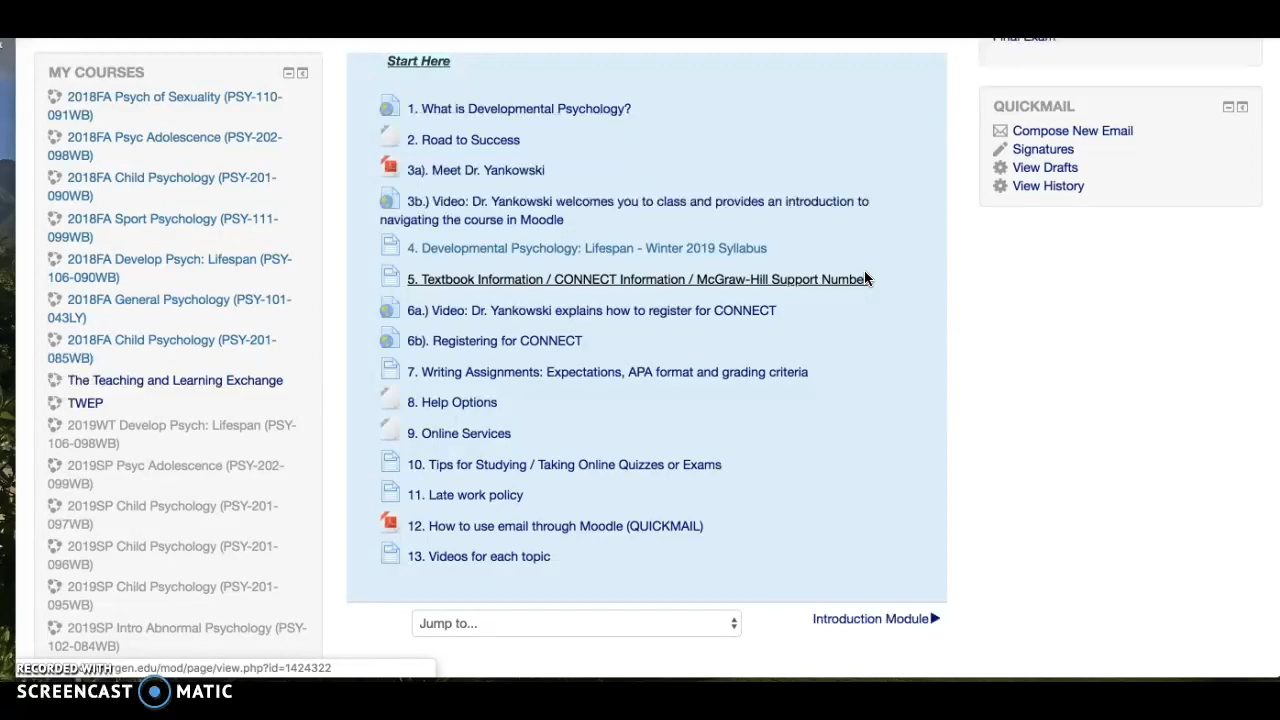 MY COURSES
2018FA Psych of Sexuality (PSY-110-
091WB)
2018FA Psyc Adolescence (PSY-202-
098WB)
2018FA Child Psychology (PSY-201-
090WB)
2018FA Sport Psychology (PSY-111-
099WB)
2018FA Develop Psych: Lifespan (PSY-
106-090WB)
2018FA General Psychology (PSY-101-
043LY)
2018FA Child Psychology (PSY-201-
085WB)
The Teaching and Learning Exchange
TWEP
2019WT Develop Psych: Lifespan (PSY-
106-098WB)
2019SP Psyc Adolescence (PSY-202-
099WB)
2019SP Child Psychology (PSY-201-
097WB)
2019SP Child Psychology (PSY-201-
096WB)
2019SP Child Psychology (PSY-201-
095WB)
2019SP Intro Abnormal Psychology (PSY-
102-084WB)
Start Here
1. What is Developmental Psychology?
2. Road to Success
3a). Meet Dr. Yankowski
3b.) Video: Dr. Yankowski welcomes you to class and provides an introduction to
navigating the course in Moodle
4. Developmental Psychology: Lifespan - Winter 2019 Syllabus
5. Textbook Information / CONNECT Information / McGraw-Hill Support Number
6a.) Video: Dr. Yankowski explains how to register for CONNECT
6b). Registering for CONNECT
7. Writing Assignments: Expectations, APA format and grading criteria
8. Help Options
9. Online Services
10. Tips for Studying / Taking Online Quizzes or Exams
11. Late work policy
12. How to use email through Moodle (QUICKMAIL)
13. Videos for each topic
Jump to...
Introduction Module
Final Exam
QUICKMAIL
Compose New Email
Signatures
View Drafts
View History
rgen.edu/mod/page/view.php?id=1424322
RECORDED WITH
SCREENCAST MATIC